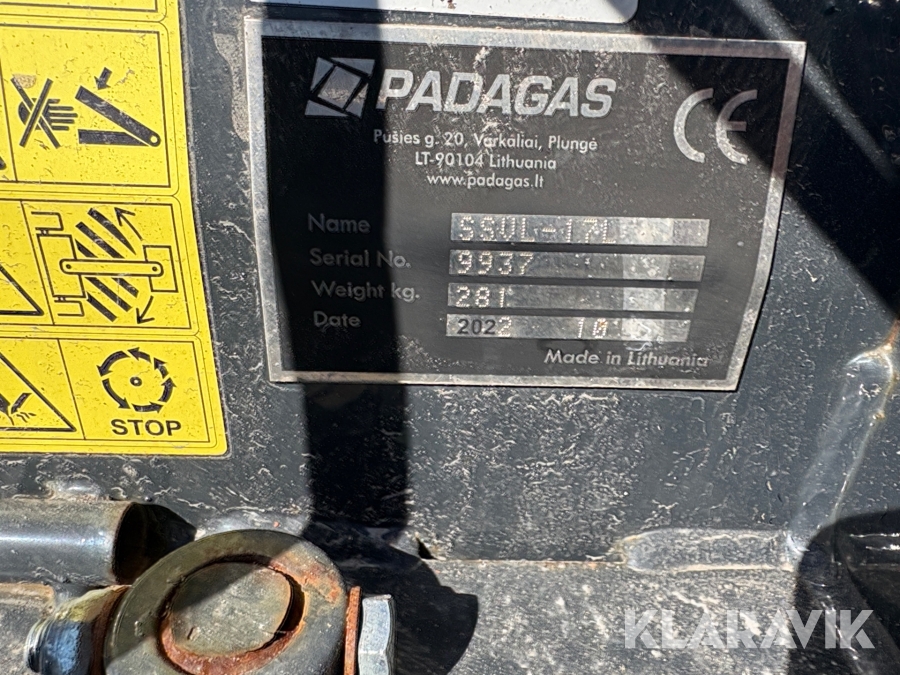 PADAGAS
CE
Pušies g. 20, Varkaliai, Plungė
LT-90104 Lithuania
www.padagas.lt
Name SSVL-17L
Serial No. 9937
Weight kg. 281
Date 2022 10
Made in Lithuania
STOP
KLARAVIK